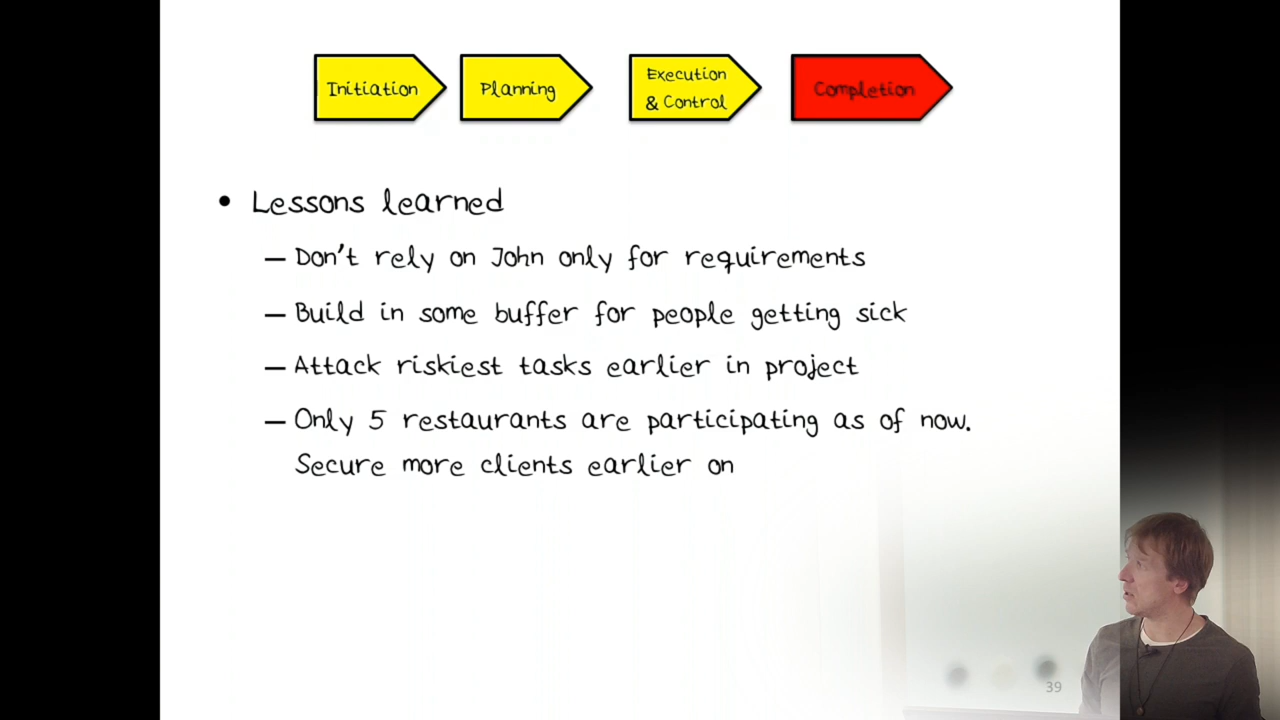 Initiation
Planning
Execution
& Control
Completion
• Lessons learned
— Don't rely on John only for requirements
— Build in some buffer for people getting sick
— Attack riskiest tasks earlier in project
— Only 5 restaurants are participating as of now.
Secure more clients earlier on
39